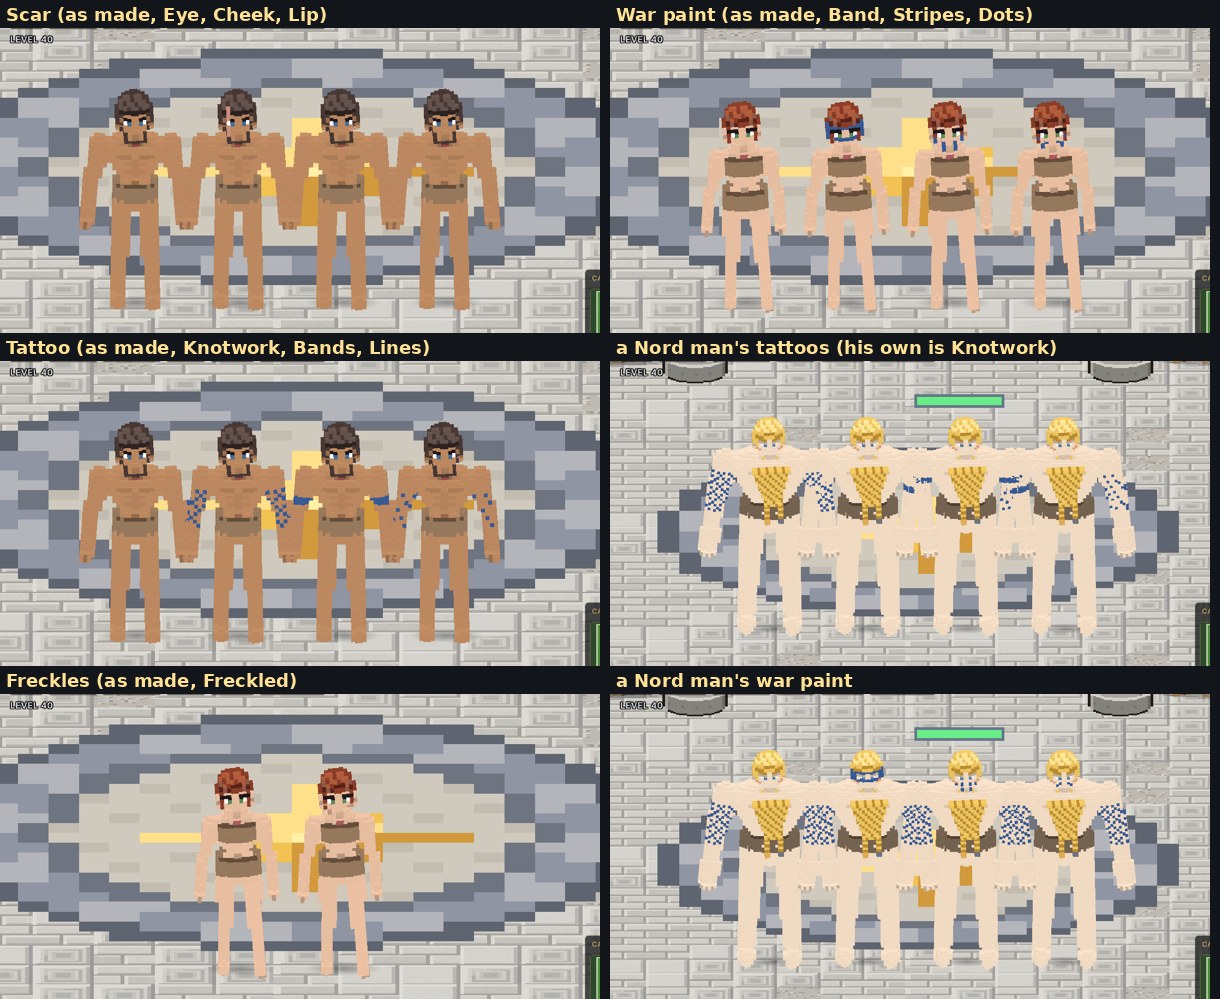 Scar (as made, Eye, Cheek, Lip)
LEVEL 40
War paint (as made, Band, Stripes, Dots)
LEVEL 40
Tattoo (as made, Knotwork, Bands, Lines)
LEVEL 40
a Nord man's tattoos (his own is Knotwork)
LEVEL 40
Freckles (as made, Freckled)
LEVEL 40
a Nord man's war paint
LEVEL 40